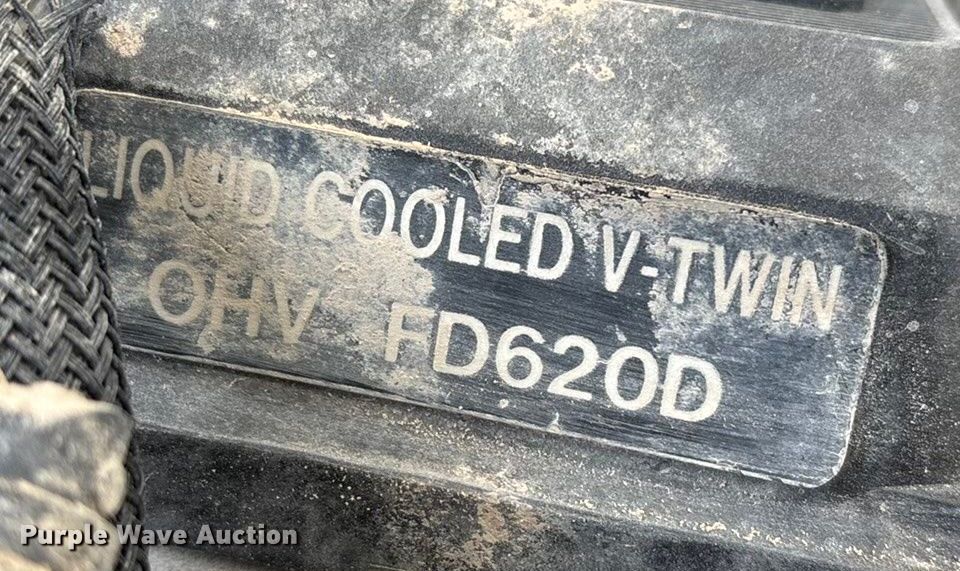 LIQUID COOLED V-TWIN
OHV FD620D
Purple Wave Auction